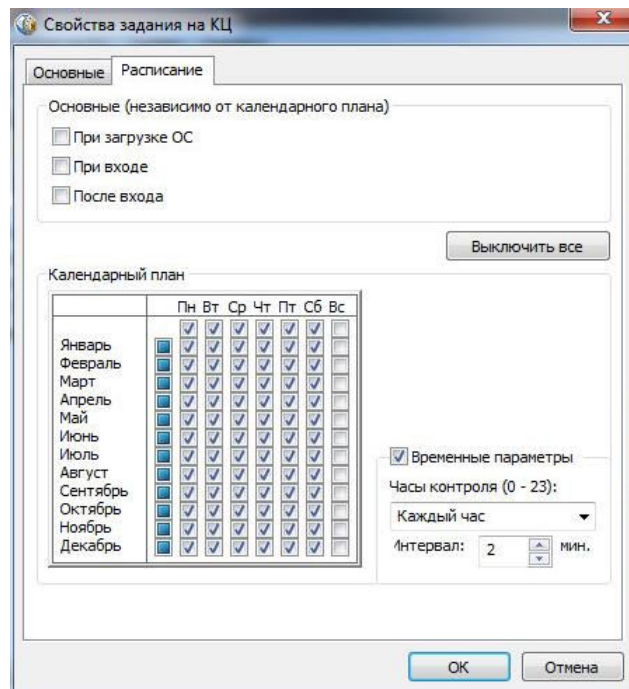 Свойства задания на КЦ
Основные Расписание
Основные (независимо от календарного плана)
При загрузке ОС
При входе
После входа
Выключить все
Календарный план
Пн Вт Ср Чт Пт Сб Вс
Январь
Февраль
Март
Апрель
Май
Июнь
Июль
Август
Сентябрь
Октябрь
Ноябрь
Декабрь
Временные параметры
Часы контроля (0 - 23):
Каждый час
Интервал: 2 мин.
ОК Отмена